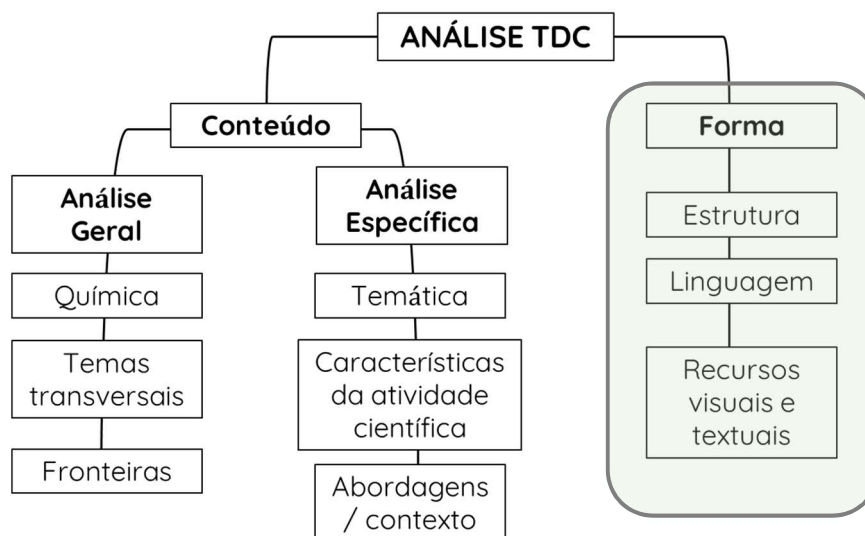 ANÁLISE TDC
Conteúdo
Análise
Geral
Química
Temas
transversais
Fronteiras
Análise
Específica
Temática
Características
da atividade
científica
Abordagens
/ contexto
Forma
Estrutura
Linguagem
Recursos
visuais e
textuais